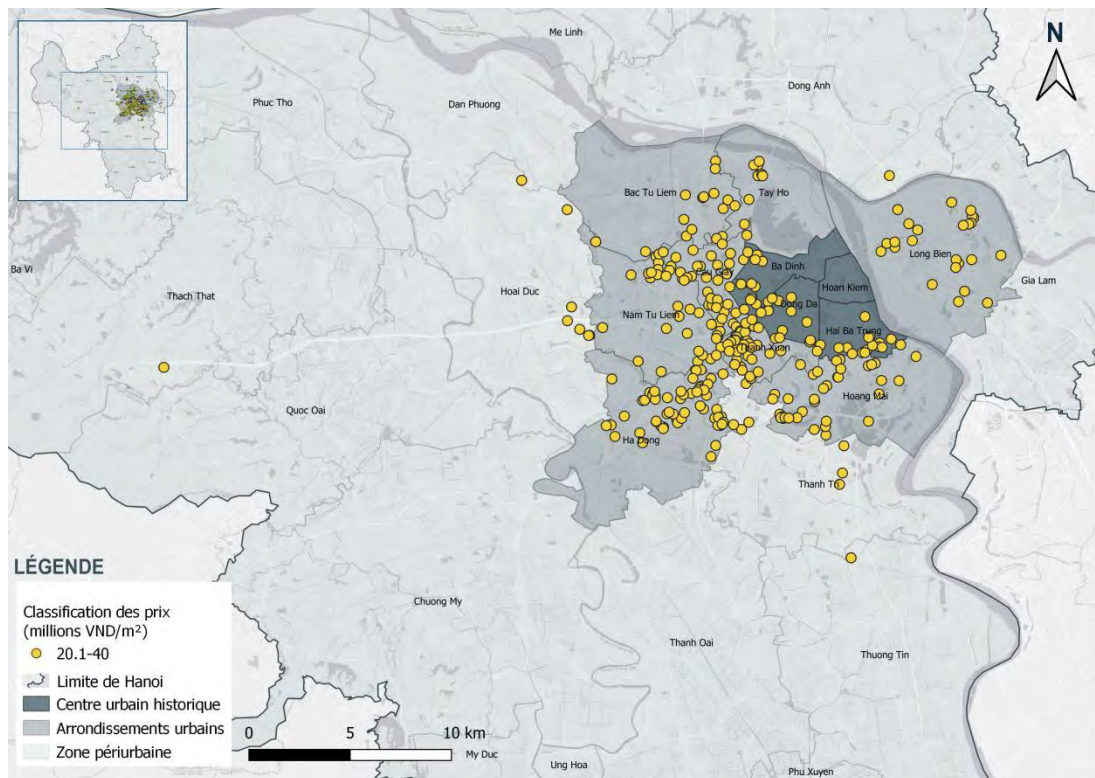 Me Linh
N
Dong Anh
Phuc Tho
Dan Phuong
Bac Tu Liem
Tay Ho
Ba Vi
Ba Dinh
Long Bien
Cau Giay
Hoan Kiem
Gia Lam
Thach That
Hoai Duc
Dong Da
Nam Tu Liem
Hai Ba Trung
Thanh Xuan
Hoang Mai
Quoc Oai
Ha Dong
Thanh Tri
LÉGENDE
Classification des prix
(millions VND/m²)
20.1-40
Limite de Hanoi
Centre urbain historique
Arrondissements urbains
Zone périurbaine
Chuong My
Thanh Oai
Thuong Tin
0 5 10 km
My Duc
Ung Hoa
Phu Xuyen